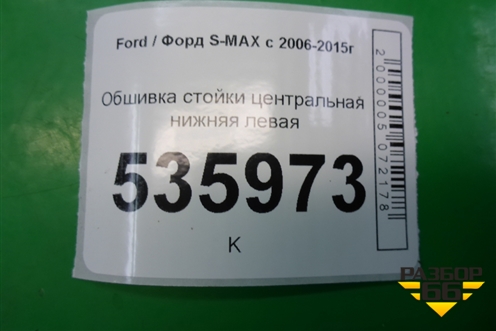 Ford / Форд S-MAX с 2006-2015г
Обшивка стойки центральная
нижняя левая
535973
К
2000005072178
РАЗБОР
66